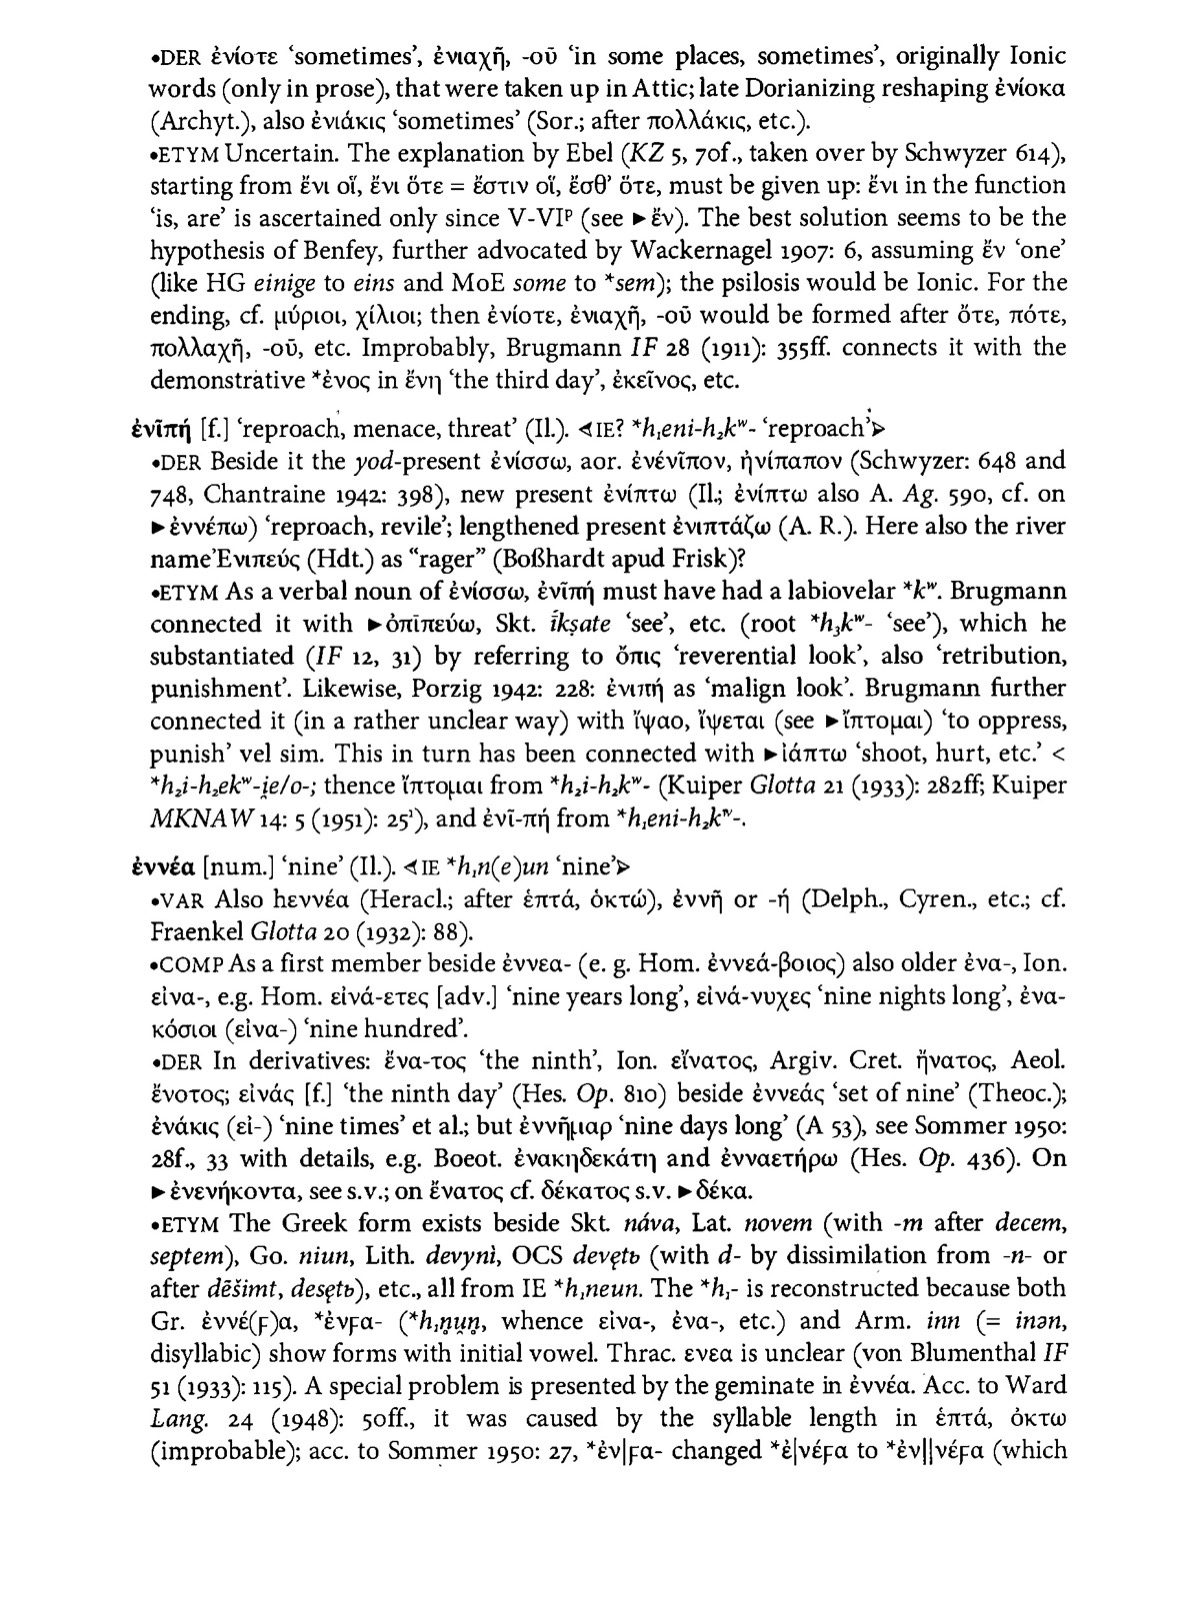 •DER ἐνίοτε ‘sometimes’, ἐνιαχῆ, -οῦ ‘in some places, sometimes’, originally Ionic
words (only in prose), that were taken up in Attic; late Dorianizing reshaping ἐνίοκα
(Archyt.), also ἐνιάκις ‘sometimes’ (Sor.; after πολλάκις, etc.).
•ETYM Uncertain. The explanation by Ebel (KZ 5, 70f., taken over by Schwyzer 614),
starting from ἔνι οἵ, ἔνι ὅτε = ἔστιν οἵ, ἔσθ’ ὅτε, must be given up: ἔνι in the function
‘is, are’ is ascertained only since V-VIᵖ (see ►ἔν). The best solution seems to be the
hypothesis of Benfey, further advocated by Wackernagel 1907: 6, assuming ἕν ‘one’
(like HG einige to eins and MoE some to *sem); the psilosis would be Ionic. For the
ending, cf. μύριοι, χίλιοι; then ἐνίοτε, ἐνιαχῆ, -οῦ would be formed after ὅτε, πότε,
πολλαχῆ, -οῦ, etc. Improbably, Brugmann IF 28 (1911): 355ff. connects it with the
demonstrative *ἐνος in ἔνη ‘the third day’, ἐκεῖνος, etc.
ἐνῑπή [f.] ‘reproach, menace, threat’ (Il.). ⊲IE? *h₁eni-h₂kʷ- ‘reproach’⊳
•DER Beside it the yod-present ἐνίσσω, aor. ἐνένῑπον, ἠνίπαπον (Schwyzer: 648 and
748, Chantraine 1942: 398), new present ἐνίπτω (Il.; ἐνίπτω also A. Ag. 590, cf. on
►ἐννέπω) ‘reproach, revile’; lengthened present ἐνιπτάζω (A. R.). Here also the river
name Ἐνιπεύς (Hdt.) as “rager” (Boßhardt apud Frisk)?
•ETYM As a verbal noun of ἐνίσσω, ἐνῑπή must have had a labiovelar *kʷ. Brugmann
connected it with ►ὀπῑπεύω, Skt. ī́kṣate ‘see’, etc. (root *h₃kʷ- ‘see’), which he
substantiated (IF 12, 31) by referring to ὄπις ‘reverential look’, also ‘retribution,
punishment’. Likewise, Porzig 1942: 228: ἐνιπή as ‘malign look’. Brugmann further
connected it (in a rather unclear way) with ἴψαο, ἴψεται (see ►ἴπτομαι) ‘to oppress,
punish’ vel sim. This in turn has been connected with ►ἰάπτω ‘shoot, hurt, etc.’ <
*h₂i-h₂ekʷ-i̯e/o-; thence ἴπτομαι from *h₂i-h₂kʷ- (Kuiper Glotta 21 (1933): 282ff; Kuiper
MKNAW 14: 5 (1951): 25¹), and ἐνῑ-πή from *h₁eni-h₂kʷ-.
ἐννέα [num.] ‘nine’ (Il.). ⊲IE *h₁n(e)un ‘nine’⊳
•VAR Also hεννέα (Heracl.; after ἑπτά, ὀκτώ), ἐννῆ or -ή (Delph., Cyren., etc.; cf.
Fraenkel Glotta 20 (1932): 88).
•COMP As a first member beside ἐννεα- (e. g. Hom. ἐννεά-βοιος) also older ἐνα-, Ion.
εἰνα-, e.g. Hom. εἰνά-ετες [adv.] ‘nine years long’, εἰνά-νυχες ‘nine nights long’, ἐνα-
κόσιοι (εἰνα-) ‘nine hundred’.
•DER In derivatives: ἔνα-τος ‘the ninth’, Ion. εἴνατος, Argiv. Cret. ἤνατος, Aeol.
ἔνοτος; εἰνάς [f.] ‘the ninth day’ (Hes. Op. 810) beside ἐννεάς ‘set of nine’ (Theoc.);
ἐνάκις (εἰ-) ‘nine times’ et al.; but ἐννῆμαρ ‘nine days long’ (A 53), see Sommer 1950:
28f., 33 with details, e.g. Boeot. ἐνακηδεκάτη and ἐνναετήρω (Hes. Op. 436). On
►ἐνενήκοντα, see s.v.; on ἔνατος cf. δέκατος s.v. ►δέκα.
•ETYM The Greek form exists beside Skt. náva, Lat. novem (with -m after decem,
septem), Go. niun, Lith. devynì, OCS devętь (with d- by dissimilation from -n- or
after dẽšimt, desętь), etc., all from IE *h₁neun. The *h₁- is reconstructed because both
Gr. ἐννέ(ϝ)α, *ἐνϝα- (*h₁n̥u̯n̥, whence εἰνα-, ἐνα-, etc.) and Arm. inn (= inən,
disyllabic) show forms with initial vowel. Thrac. ενεα is unclear (von Blumenthal IF
51 (1933): 115). A special problem is presented by the geminate in ἐννέα. Acc. to Ward
Lang. 24 (1948): 50ff., it was caused by the syllable length in ἑπτά, ὀκτω
(improbable); acc. to Sommer 1950: 27, *ἐν|ϝα- changed *ἐ|νέϝα to *ἐν||νέϝα (which